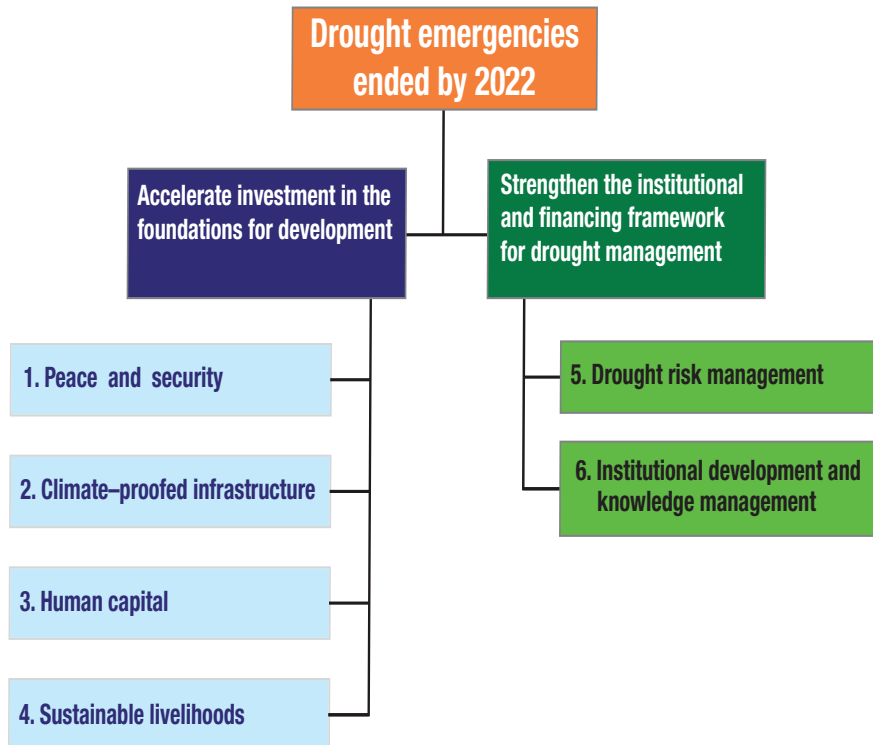 Drought emergencies
ended by 2022
Accelerate investment in the
foundations for development
Strengthen the institutional
and financing framework
for drought management
1. Peace and security
2. Climate–proofed infrastructure
3. Human capital
4. Sustainable livelihoods
5. Drought risk management
6. Institutional development and
knowledge management